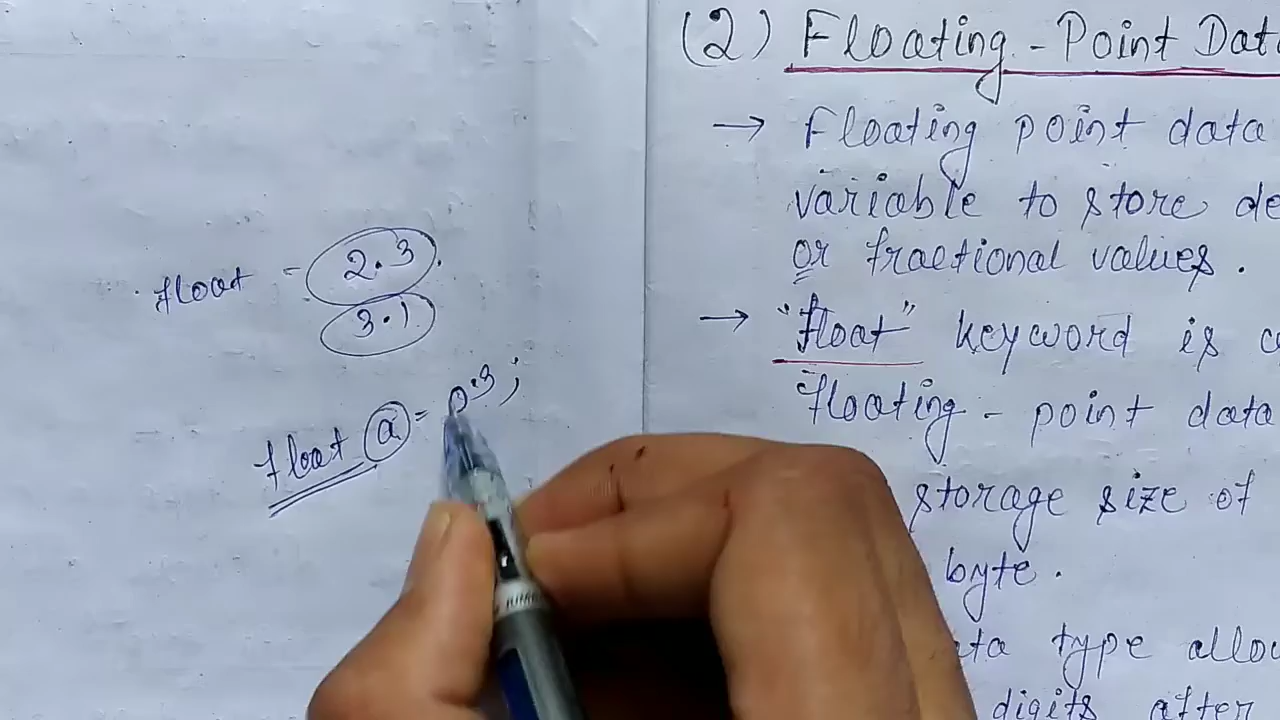 float = 2.3
3.1
float a = 0.3;
(2) Floating - Point Dat
→ Floating point data
variable to store de
or fractional values.
→ "float" keyword is
floating - point data
storage size of
byte.
type allo
digits after